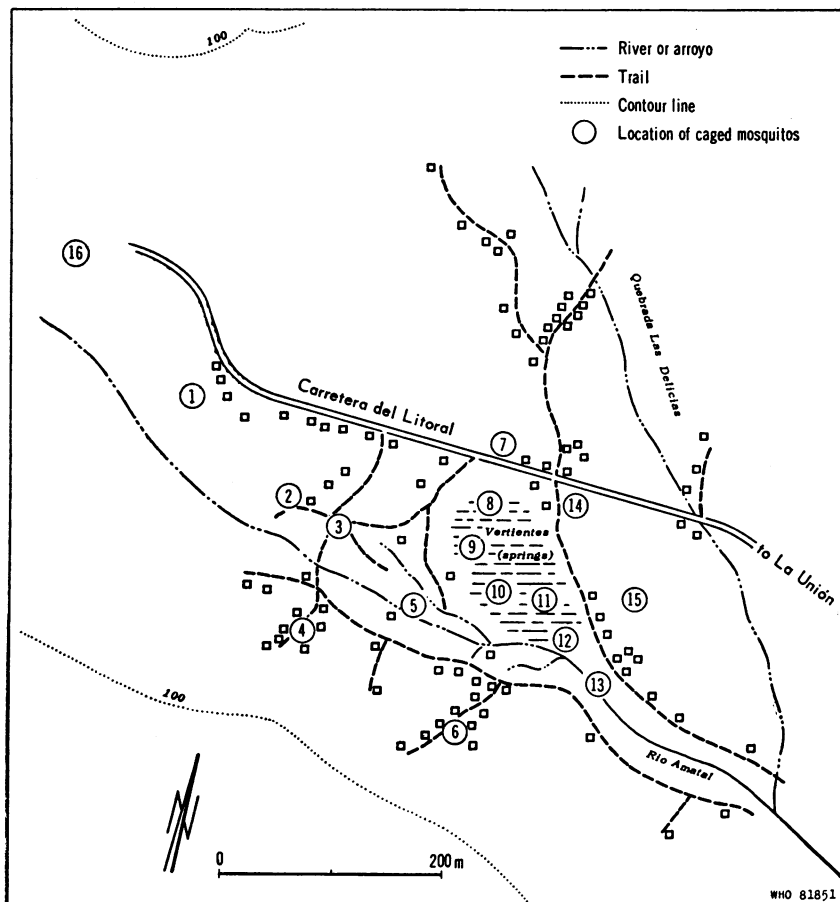 100
River or arroyo
Trail
Contour line
Location of caged mosquitos
16
Quebrada Las Delicias
1
Carretera del Litoral
7
2
8
14
3
Vertientes
9
(springs)
to La Unión
10
11
15
5
4
12
13
100
6
Rio Amatal
0
200 m
WHO 81851